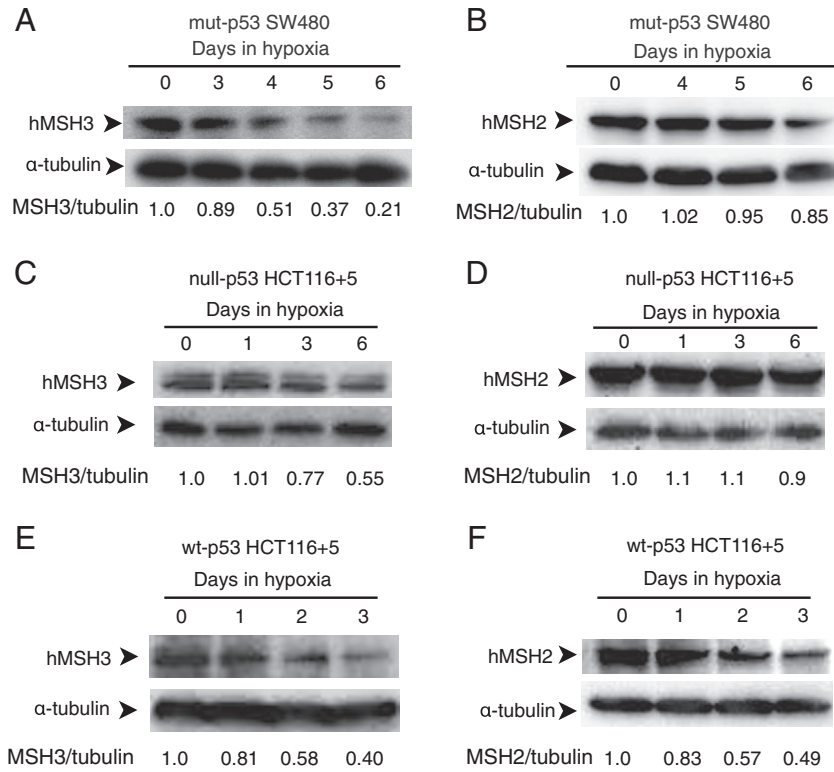 A
mut-p53 SW480
Days in hypoxia
0 3 4 5 6
hMSH3
α-tubulin
MSH3/tubulin 1.0 0.89 0.51 0.37 0.21
B
mut-p53 SW480
Days in hypoxia
0 4 5 6
hMSH2
α-tubulin
MSH2/tubulin 1.0 1.02 0.95 0.85
C
null-p53 HCT116+5
Days in hypoxia
0 1 3 6
hMSH3
α-tubulin
MSH3/tubulin 1.0 1.01 0.77 0.55
D
null-p53 HCT116+5
Days in hypoxia
0 1 3 6
hMSH2
α-tubulin
MSH2/tubulin 1.0 1.1 1.1 0.9
E
wt-p53 HCT116+5
Days in hypoxia
0 1 2 3
hMSH3
α-tubulin
MSH3/tubulin 1.0 0.81 0.58 0.40
F
wt-p53 HCT116+5
Days in hypoxia
0 1 2 3
hMSH2
α-tubulin
MSH2/tubulin 1.0 0.83 0.57 0.49